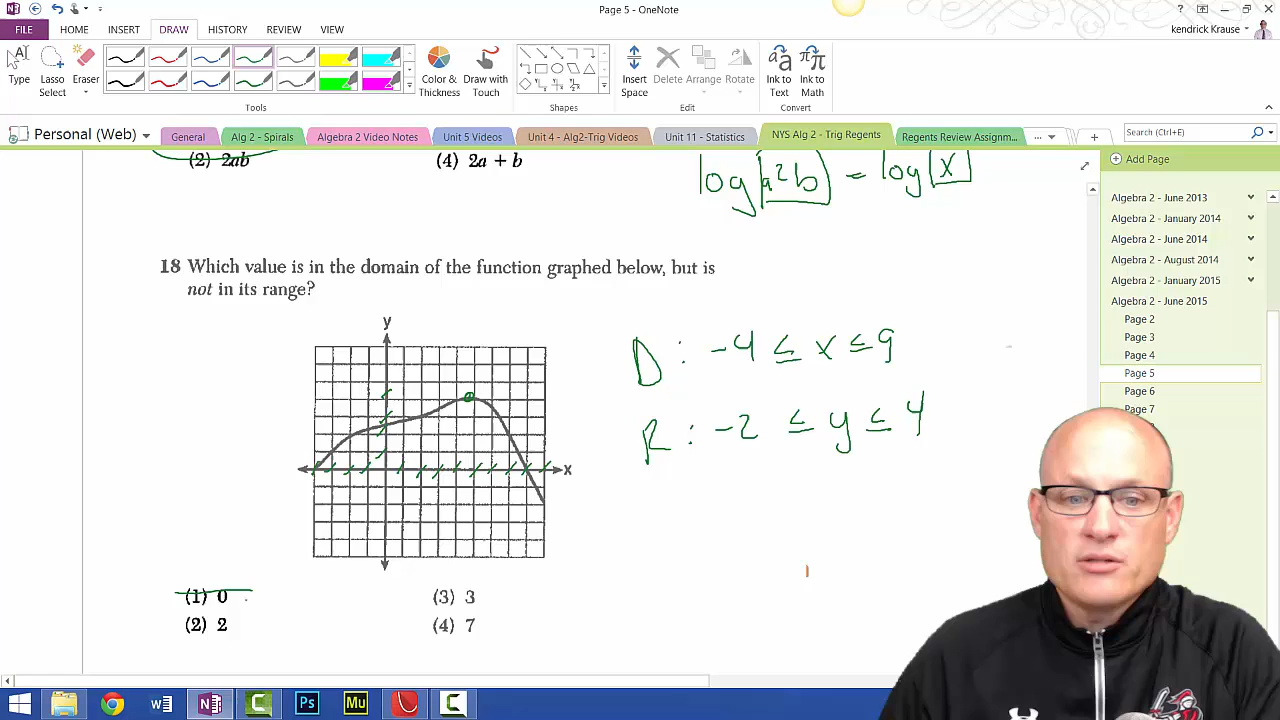 Page 5 - OneNote
FILE HOME INSERT DRAW HISTORY REVIEW VIEW
kendrick Krause
Type
Lasso Select
Eraser
Color & Thickness
Draw with Touch
Insert Space
Delete
Arrange
Rotate
Ink to Text
Ink to Math
Tools
Shapes
Edit
Convert
Personal (Web)
General
Alg 2 - Spirals
Algebra 2 Video Notes
Unit 5 Videos
Unit 4 - Alg2-Trig Videos
Unit 11 - Statistics
NYS Alg 2 - Trig Regents
Regents Review Assignm...
Search (Ctrl+E)
(2) 2ab
(4) 2a + b
log(a²b) = log(x)
18 Which value is in the domain of the function graphed below, but is
not in its range?
y
x
D : -4 ≤ x ≤ 9
R : -2 ≤ y ≤ 4
(1) 0
(3) 3
(2) 2
(4) 7
Add Page
Algebra 2 - June 2013
Algebra 2 - January 2014
Algebra 2 - June 2014
Algebra 2 - August 2014
Algebra 2 - January 2015
Algebra 2 - June 2015
Page 2
Page 3
Page 4
Page 5
Page 6
Page 7
Ps
Mu